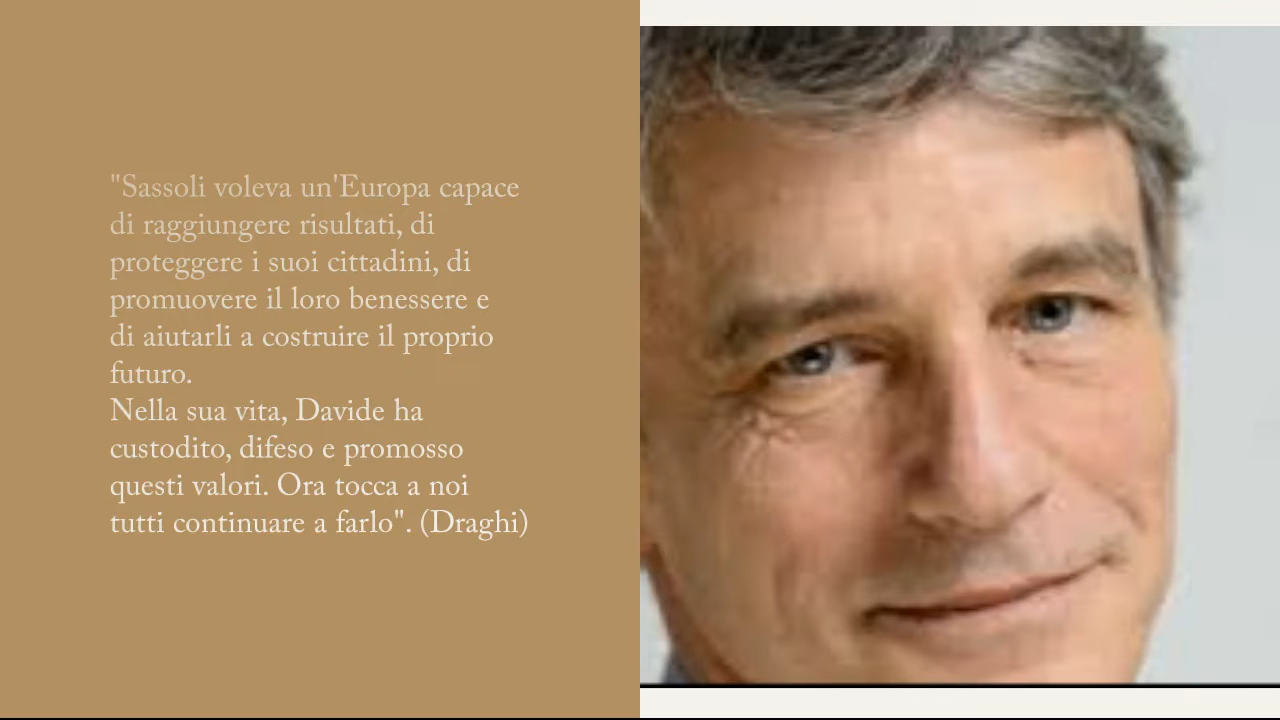 "Sassoli voleva un'Europa capace
di raggiungere risultati, di
proteggere i suoi cittadini, di
promuovere il loro benessere e
di aiutarli a costruire il proprio
futuro.
Nella sua vita, Davide ha
custodito, difeso e promosso
questi valori. Ora tocca a noi
tutti continuare a farlo". (Draghi)